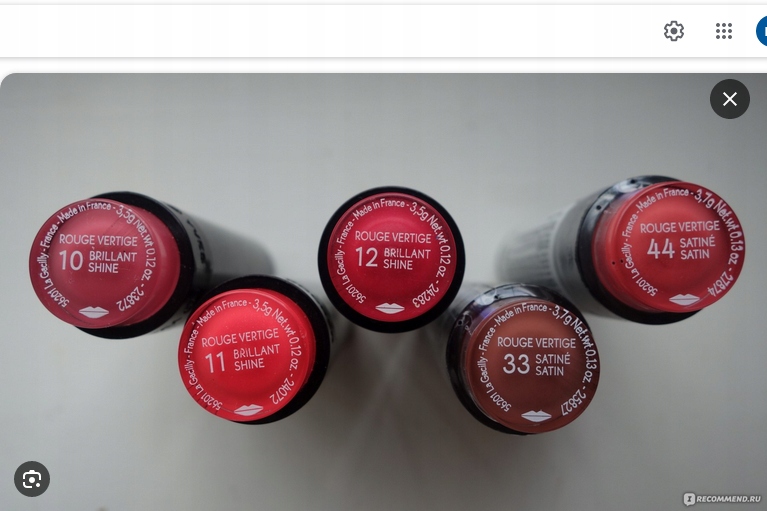 56201 La Gacilly - France - Made in France - 3,5g Net.wt 0.12 oz. - 23672
ROUGE VERTIGE
10 BRILLANT
SHINE
56201 La Gacilly - France - Made in France - 3,5g Net.wt 0.12 oz. - 24072
ROUGE VERTIGE
11 BRILLANT
SHINE
56201 La Gacilly - France - Made in France - 3,5g Net.wt 0.12 oz. - 24263
ROUGE VERTIGE
12 BRILLANT
SHINE
56201 La Gacilly - France - Made in France - 3,7g Net.wt 0.13 oz. - 25827
ROUGE VERTIGE
33 SATINÉ
SATIN
56201 La Gacilly - France - Made in France - 3,7g Net.wt 0.13 oz.
ROUGE VERTIGE
44 SATINÉ
SATIN
IRECOMMEND.RU